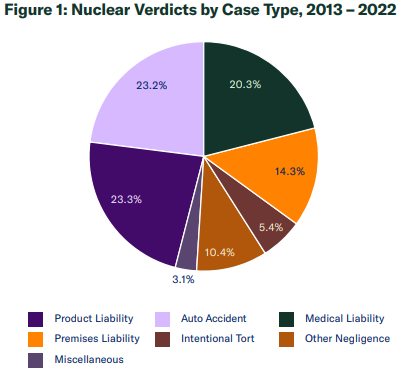 Figure 1: Nuclear Verdicts by Case Type, 2013 – 2022
23.2%
20.3%
14.3%
23.3%
5.4%
10.4%
3.1%
Product Liability
Auto Accident
Medical Liability
Premises Liability
Intentional Tort
Other Negligence
Miscellaneous